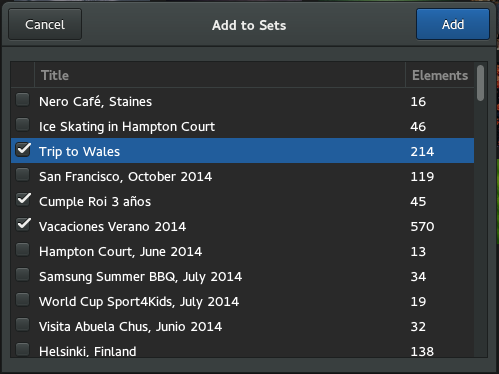 Cancel Add to Sets Add
Title Elements
Nero Café, Staines 16
Ice Skating in Hampton Court 46
Trip to Wales 214
San Francisco, October 2014 119
Cumple Roi 3 años 45
Vacaciones Verano 2014 570
Hampton Court, June 2014 13
Samsung Summer BBQ, July 2014 34
World Cup Sport4Kids, July 2014 19
Visita Abuela Chus, Junio 2014 32
Helsinki, Finland 138